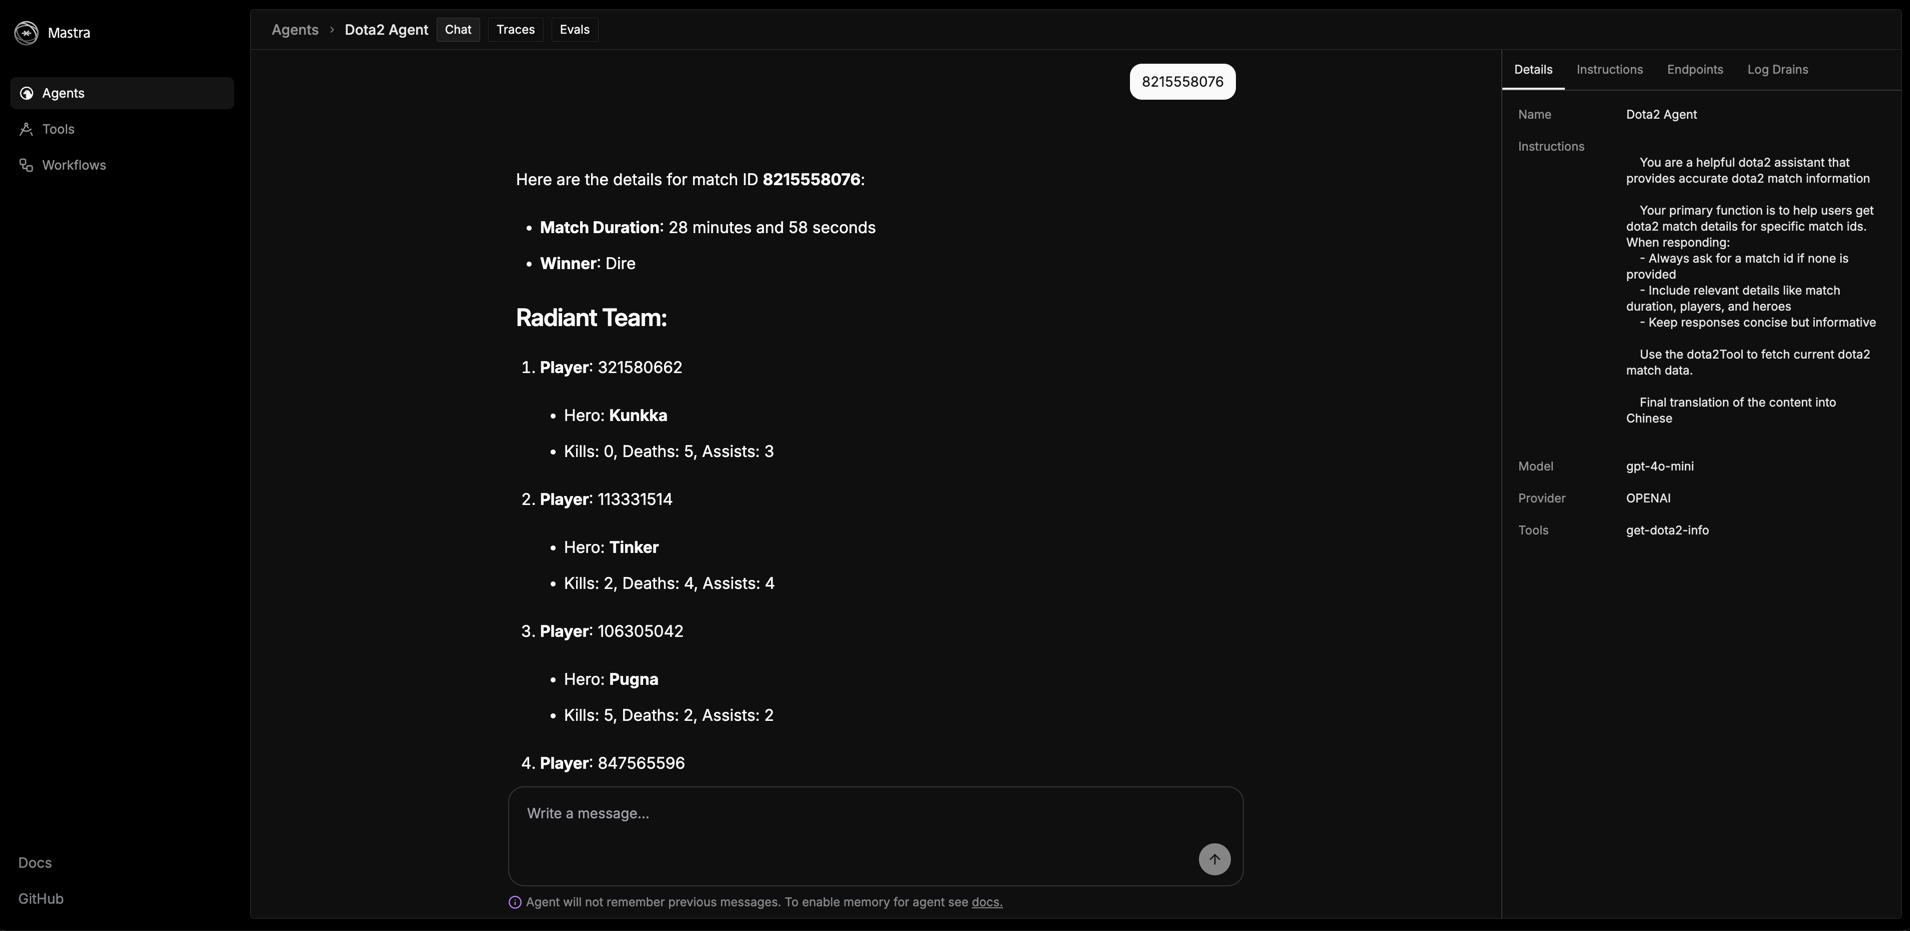 Mastra
Agents
Tools
Workflows
Docs
GitHub
Agents › Dota2 Agent Chat Traces Evals
8215558076
Here are the details for match ID 8215558076:
• Match Duration: 28 minutes and 58 seconds
• Winner: Dire
Radiant Team:
1. Player: 321580662
• Hero: Kunkka
• Kills: 0, Deaths: 5, Assists: 3
2. Player: 113331514
• Hero: Tinker
• Kills: 2, Deaths: 4, Assists: 4
3. Player: 106305042
• Hero: Pugna
• Kills: 5, Deaths: 2, Assists: 2
4. Player: 847565596
Write a message...
Agent will not remember previous messages. To enable memory for agent see docs.
Details Instructions Endpoints Log Drains
Name Dota2 Agent
Instructions
You are a helpful dota2 assistant that
provides accurate dota2 match information
Your primary function is to help users get
dota2 match details for specific match ids.
When responding:
- Always ask for a match id if none is
provided
- Include relevant details like match
duration, players, and heroes
- Keep responses concise but informative
Use the dota2Tool to fetch current dota2
match data.
Final translation of the content into
Chinese
Model gpt-4o-mini
Provider OPENAI
Tools get-dota2-info